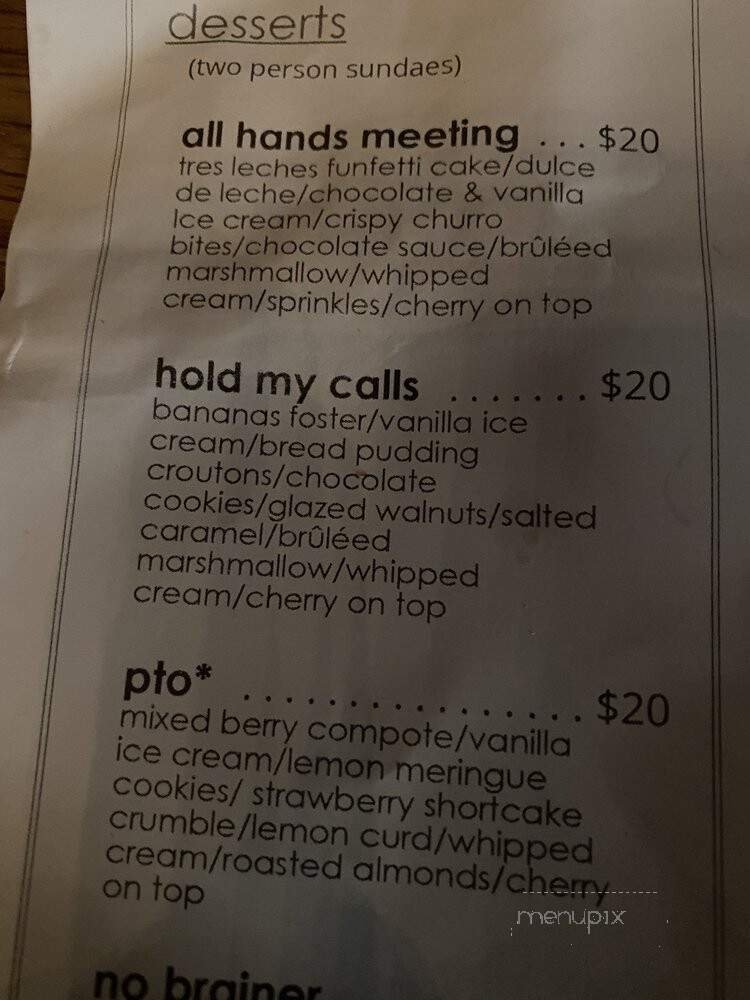 desserts
(two person sundaes)
all hands meeting ... $20
tres leches funfetti cake/dulce
de leche/chocolate & vanilla
Ice cream/crispy churro
bites/chocolate sauce/brûléed
marshmallow/whipped
cream/sprinkles/cherry on top
hold my calls ....... $20
bananas foster/vanilla ice
cream/bread pudding
croutons/chocolate
cookies/glazed walnuts/salted
caramel/brûléed
marshmallow/whipped
cream/cherry on top
pto* ................ $20
mixed berry compote/vanilla
ice cream/lemon meringue
cookies/ strawberry shortcake
crumble/lemon curd/whipped
cream/roasted almonds/cherry
on top
menupix
no brainer